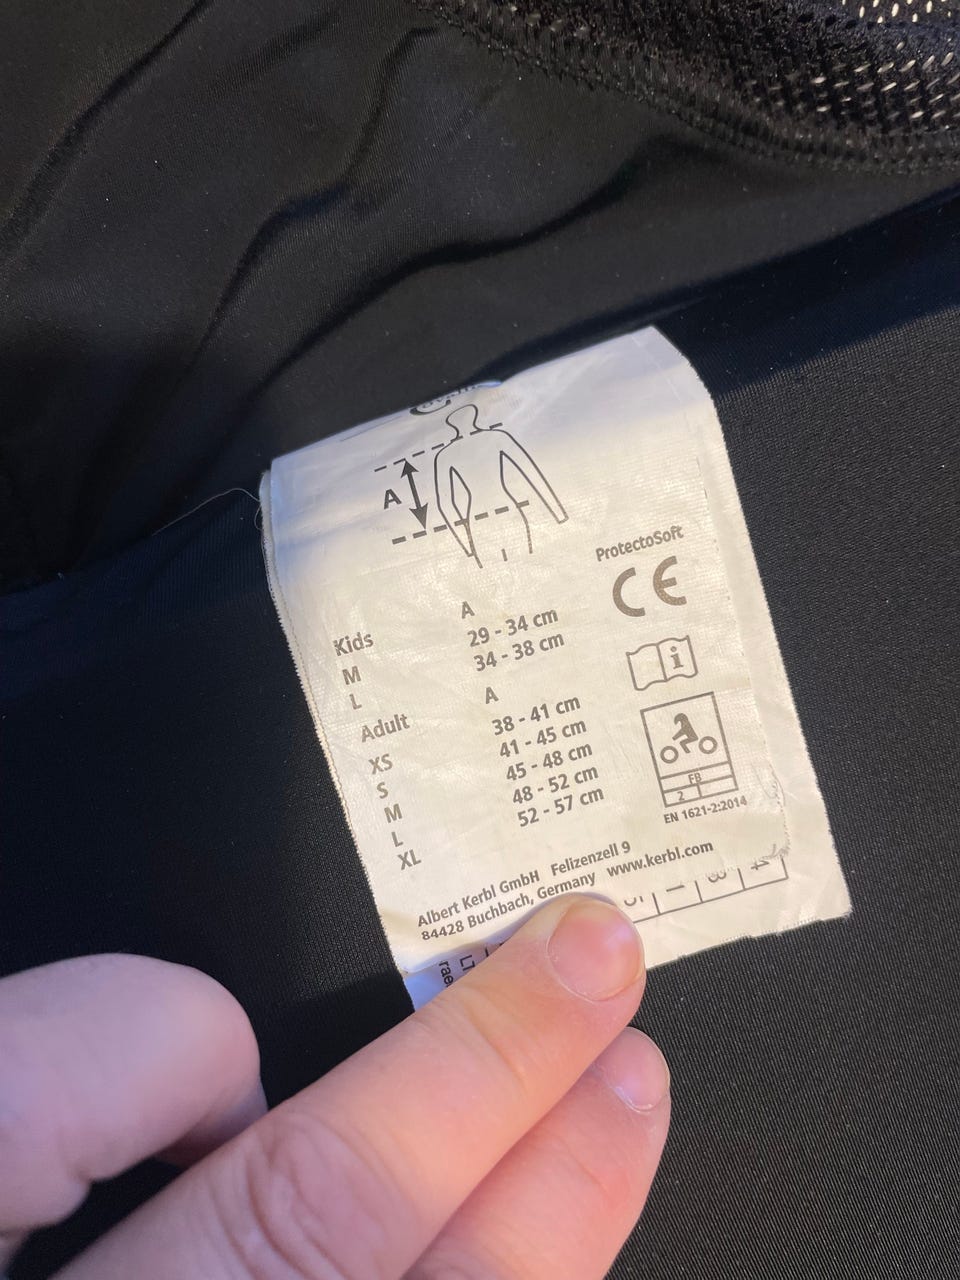 A
ProtectoSoft
CE
Kids A
M 29 - 34 cm
L 34 - 38 cm
Adult A
XS 38 - 41 cm
S 41 - 45 cm
M 45 - 48 cm
L 48 - 52 cm
XL 52 - 57 cm
i
FB
2
EN 1621-2:2014
Albert Kerbl GmbH Felizenzell 9
84428 Buchbach, Germany www.kerbl.com